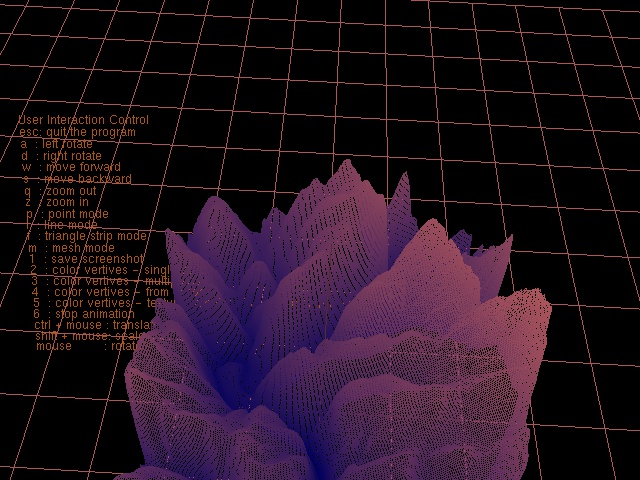 User Interaction Control
esc: quit the program
a : left rotate
d : right rotate
w : move forward
s : move backward
q : zoom out
z : zoom in
p : point mode
l : line mode
f : triangle strip mode
m : mesh mode
1 : save screenshot
2 : color vertives - singl
3 : color vertives - multi
4 : color vertives - from
5 : color vertives - te
6 : stop animation
ctrl + mouse : translat
shift + mouse: scal
mouse : rotat